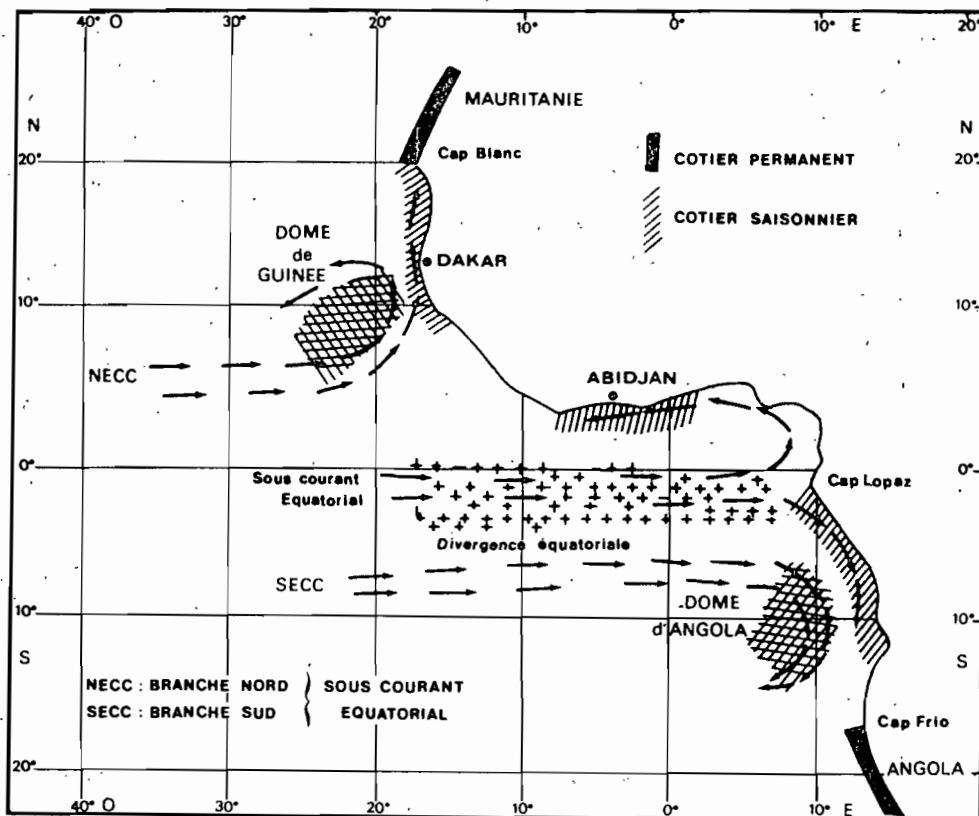 40° O 30° 20° 10° 0° 10° E 20°
MAURITANIE
N N
20° Cap Blanc COTIER PERMANENT 20°
COTIER SAISONNIER
DOME
de
GUINEE
DAKAR
10° 10°
NECC
ABIDJAN
0° 0°
Sous courant
Equatorial
Cap Lopaz
Divergence équatoriale
SECC
DOME
d'ANGOLA
10° 10°
S S
NECC : BRANCHE NORD SOUS COURANT
SECC : BRANCHE SUD EQUATORIAL
Cap Frio
20° ANGOLA 20°
40° O 30° 20° 10° 0° 10° E